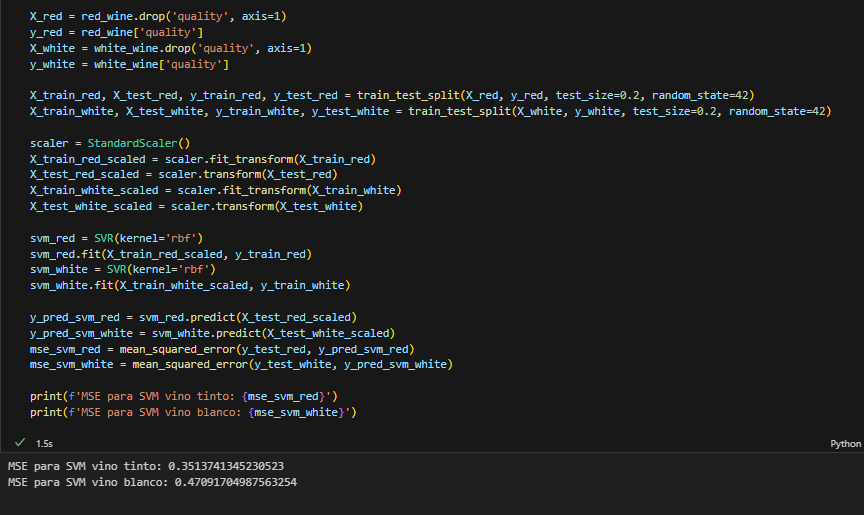 X_red = red_wine.drop('quality', axis=1)
y_red = red_wine['quality']
X_white = white_wine.drop('quality', axis=1)
y_white = white_wine['quality']
X_train_red, X_test_red, y_train_red, y_test_red = train_test_split(X_red, y_red, test_size=0.2, random_state=42)
X_train_white, X_test_white, y_train_white, y_test_white = train_test_split(X_white, y_white, test_size=0.2, random_state=42)
scaler = StandardScaler()
X_train_red_scaled = scaler.fit_transform(X_train_red)
X_test_red_scaled = scaler.transform(X_test_red)
X_train_white_scaled = scaler.fit_transform(X_train_white)
X_test_white_scaled = scaler.transform(X_test_white)
svm_red = SVR(kernel='rbf')
svm_red.fit(X_train_red_scaled, y_train_red)
svm_white = SVR(kernel='rbf')
svm_white.fit(X_train_white_scaled, y_train_white)
y_pred_svm_red = svm_red.predict(X_test_red_scaled)
y_pred_svm_white = svm_white.predict(X_test_white_scaled)
mse_svm_red = mean_squared_error(y_test_red, y_pred_svm_red)
mse_svm_white = mean_squared_error(y_test_white, y_pred_svm_white)
print(f'MSE para SVM vino tinto: {mse_svm_red}')
print(f'MSE para SVM vino blanco: {mse_svm_white}')
1.5s
Python
MSE para SVM vino tinto: 0.3513741345230523
MSE para SVM vino blanco: 0.47091704987563254